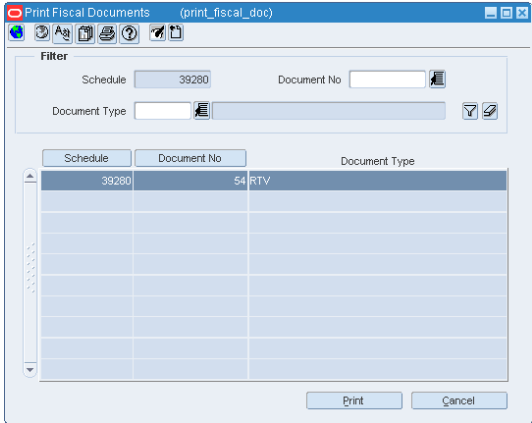 Print Fiscal Documents (print_fiscal_doc)
Filter
Schedule 39280 Document No
Document Type
Schedule Document No Document Type
39280 54 RTV
Print Cancel